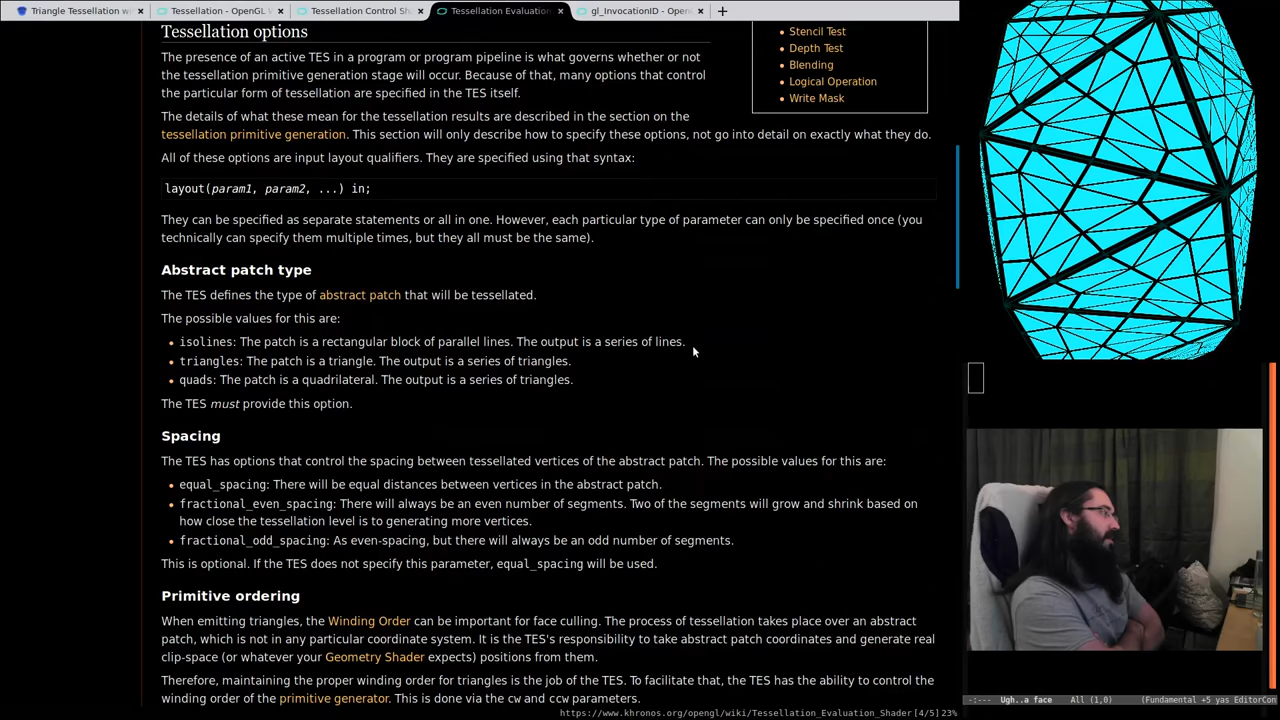 Triangle Tessellation wi
Tessellation - OpenGL W
Tessellation Control Sha
Tessellation Evaluation
gl_InvocationID - OpenG
Tessellation options
The presence of an active TES in a program or program pipeline is what governs whether or not
the tessellation primitive generation stage will occur. Because of that, many options that control
the particular form of tessellation are specified in the TES itself.
The details of what these mean for the tessellation results are described in the section on the
tessellation primitive generation. This section will only describe how to specify these options, not go into detail on exactly what they do.
All of these options are input layout qualifiers. They are specified using that syntax:
layout(param1, param2, ...) in;
They can be specified as separate statements or all in one. However, each particular type of parameter can only be specified once (you
technically can specify them multiple times, but they all must be the same).
Abstract patch type
The TES defines the type of abstract patch that will be tessellated.
The possible values for this are:
isolines: The patch is a rectangular block of parallel lines. The output is a series of lines.
triangles: The patch is a triangle. The output is a series of triangles.
quads: The patch is a quadrilateral. The output is a series of triangles.
The TES must provide this option.
Spacing
The TES has options that control the spacing between tessellated vertices of the abstract patch. The possible values for this are:
equal_spacing: There will be equal distances between vertices in the abstract patch.
fractional_even_spacing: There will always be an even number of segments. Two of the segments will grow and shrink based on
how close the tessellation level is to generating more vertices.
fractional_odd_spacing: As even-spacing, but there will always be an odd number of segments.
This is optional. If the TES does not specify this parameter, equal_spacing will be used.
Primitive ordering
When emitting triangles, the Winding Order can be important for face culling. The process of tessellation takes place over an abstract
patch, which is not in any particular coordinate system. It is the TES's responsibility to take abstract patch coordinates and generate real
clip-space (or whatever your Geometry Shader expects) positions from them.
Therefore, maintaining the proper winding order for triangles is the job of the TES. To facilitate that, the TES has the ability to control the
winding order of the primitive generator. This is done via the cw and ccw parameters.
Stencil Test
Depth Test
Blending
Logical Operation
Write Mask
https://www.khronos.org/opengl/wiki/Tessellation_Evaluation_Shader[4/5]23%
-:--- Ugh..a face All (1,0) (Fundamental +5 yas EditorCon